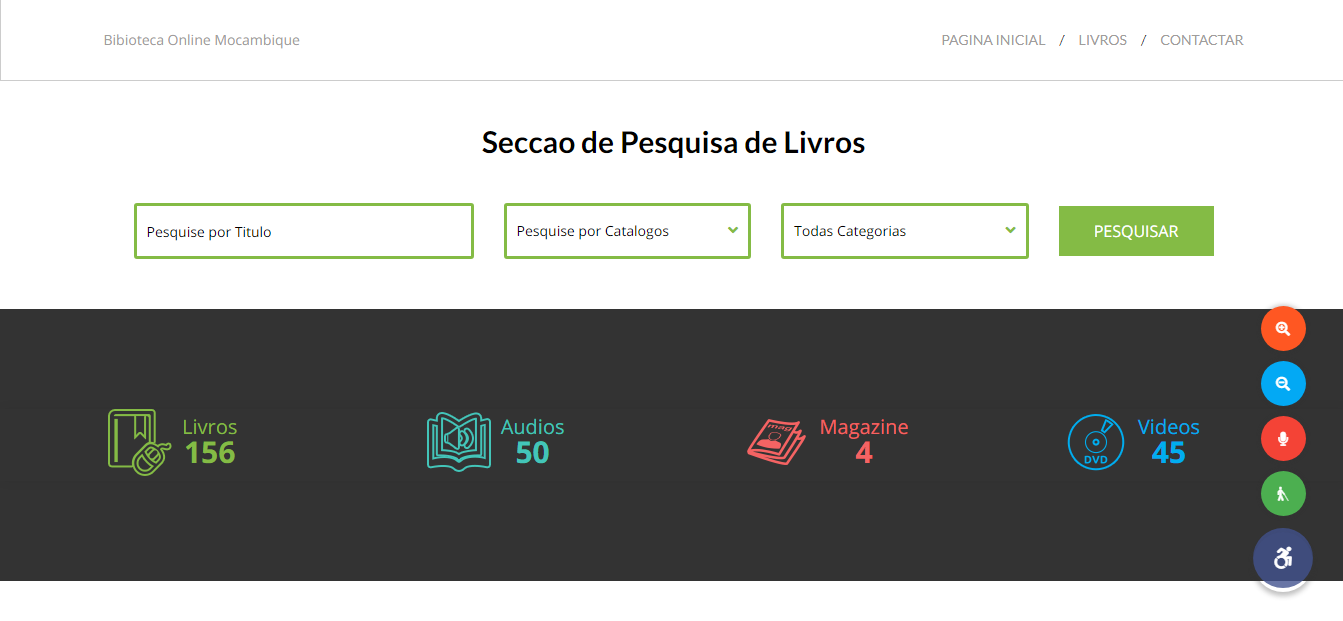 Bibioteca Online Mocambique
PAGINA INICIAL / LIVROS / CONTACTAR
Seccao de Pesquisa de Livros
Pesquise por Titulo
Pesquise por Catalogos
Todas Categorias
PESQUISAR
Livros
156
Audios
50
mag
Magazine
4
DVD
Videos
45